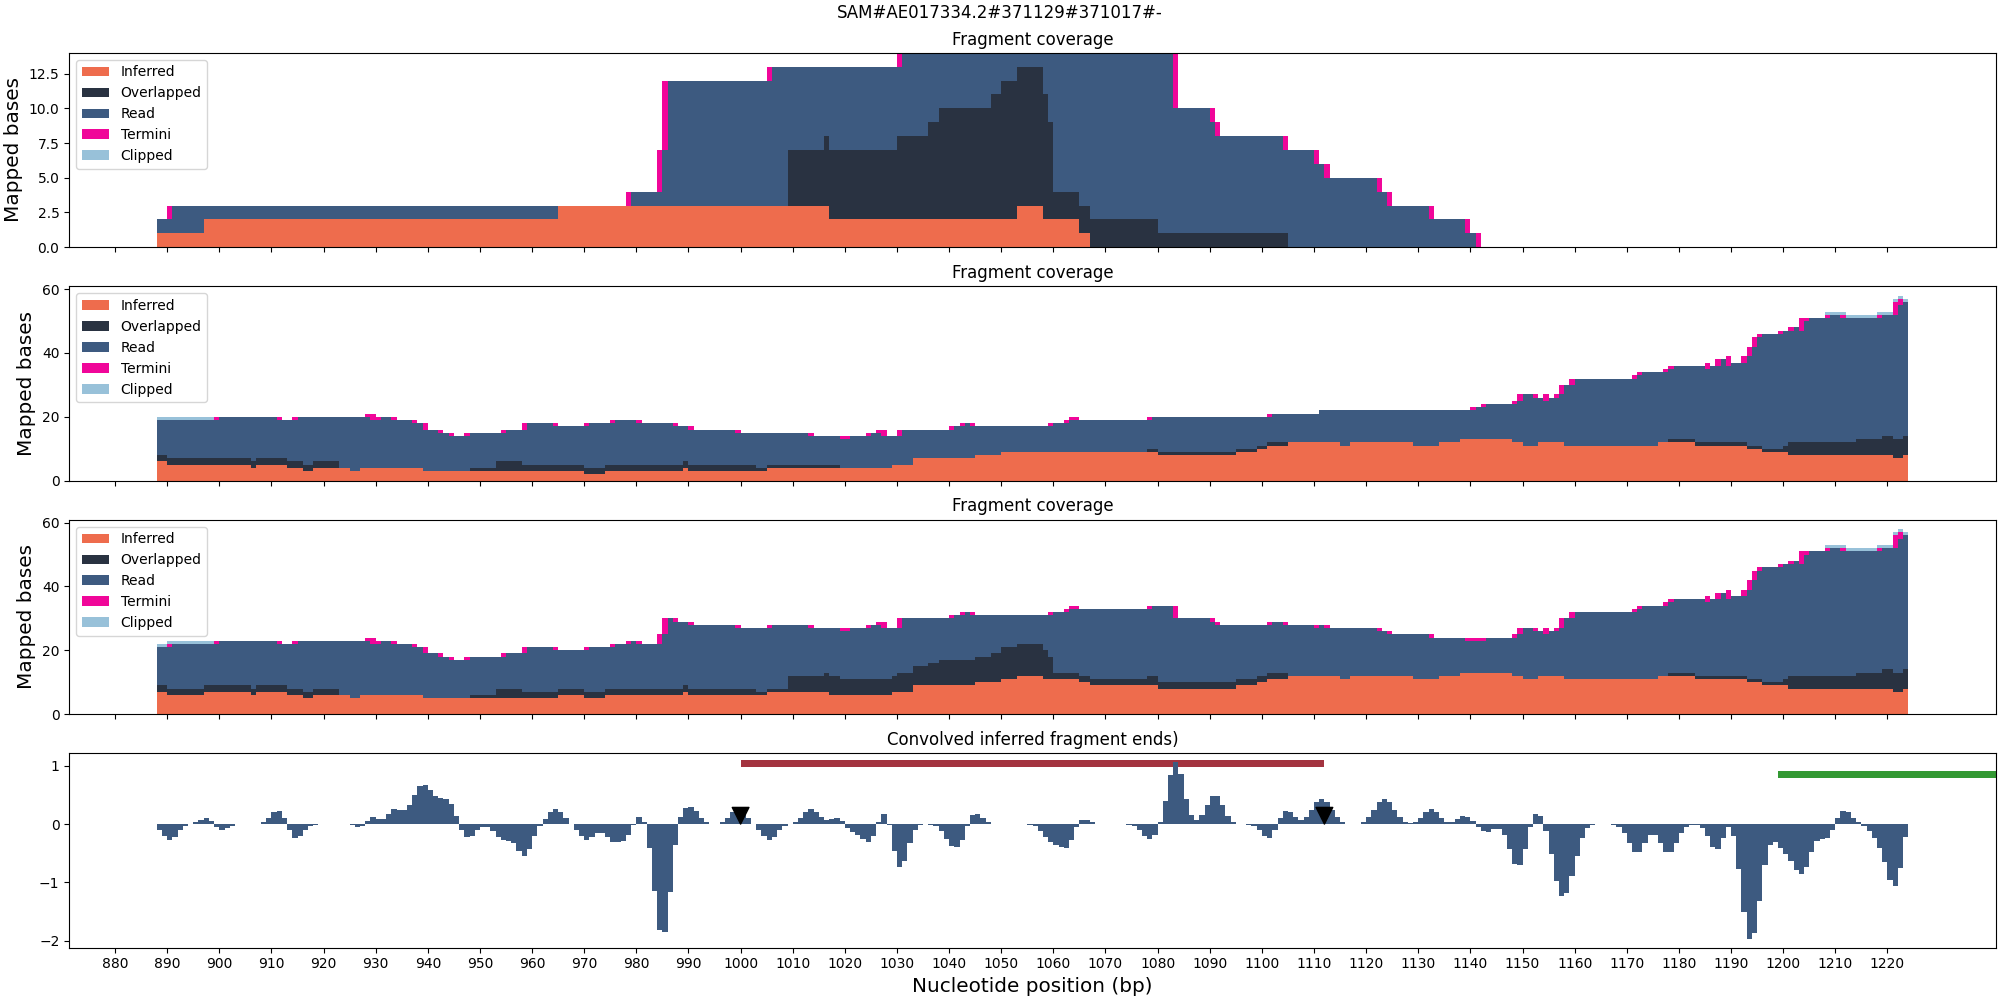 SAM#AE017334.2#371129#371017#-
Fragment coverage
Mapped bases
12.5
10.0
7.5
5.0
2.5
0.0
Inferred
Overlapped
Read
Termini
Clipped
Fragment coverage
Mapped bases
60
40
20
0
Inferred
Overlapped
Read
Termini
Clipped
Fragment coverage
Mapped bases
60
40
20
0
Inferred
Overlapped
Read
Termini
Clipped
Convolved inferred fragment ends)
1
0
−1
−2
880 890 900 910 920 930 940 950 960 970 980 990 1000 1010 1020 1030 1040 1050 1060 1070 1080 1090 1100 1110 1120 1130 1140 1150 1160 1170 1180 1190 1200 1210 1220
Nucleotide position (bp)